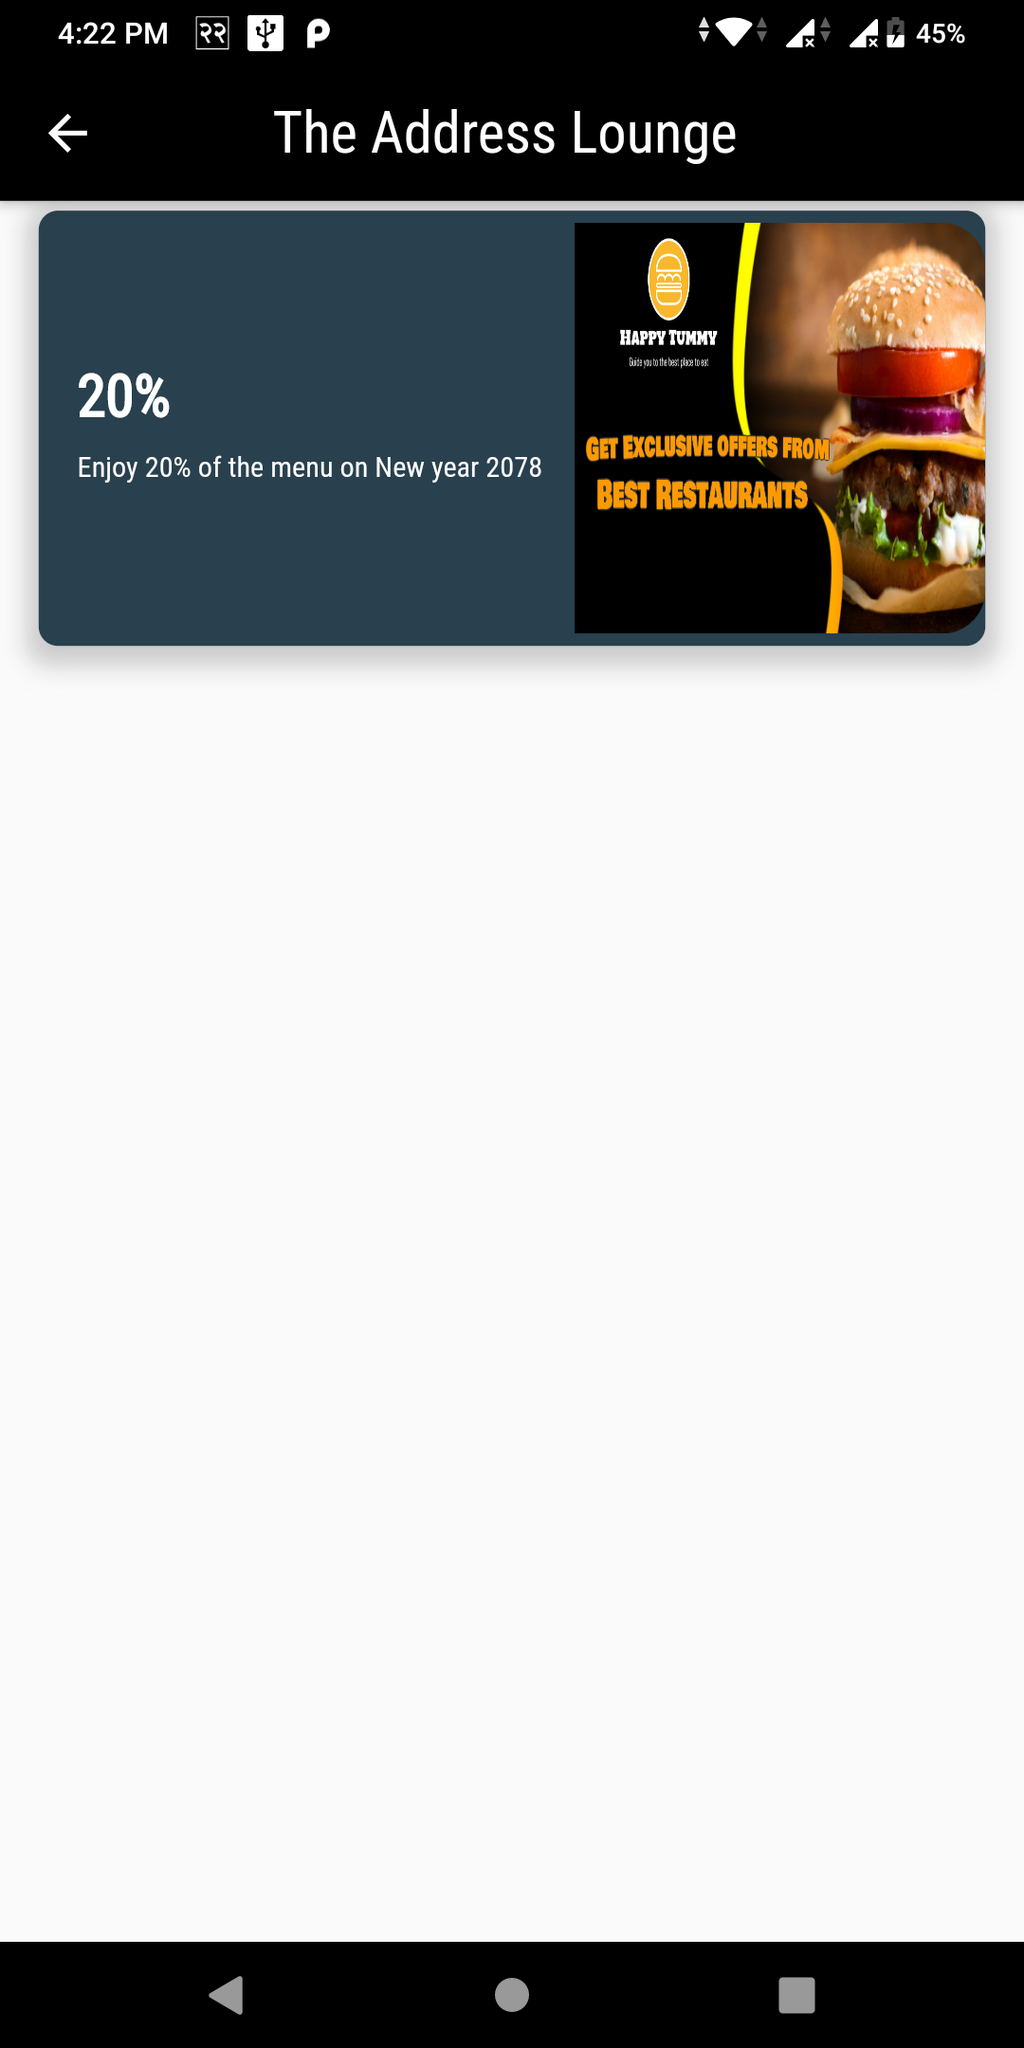 4:22 PM २२ 45%
The Address Lounge
20%
Enjoy 20% of the menu on New year 2078
HAPPY TUMMY
Guide you to the best place to eat
GET EXCLUSIVE OFFERS FROM
BEST RESTAURANTS